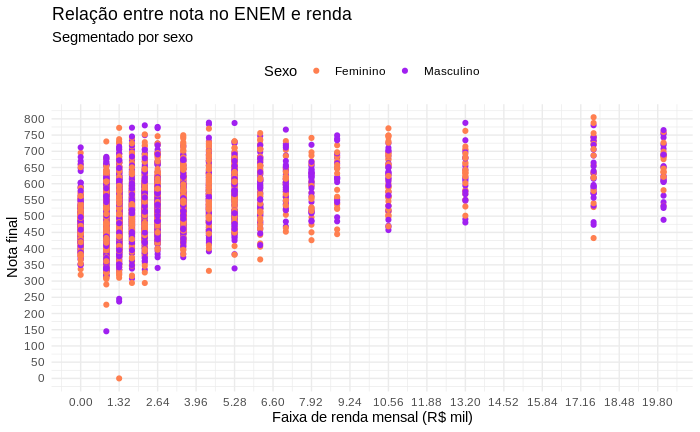 Relação entre nota no ENEM e renda
Segmentado por sexo
Sexo Feminino Masculino
800
750
700
650
600
550
500
450
400
350
300
250
200
150
100
50
0
Nota final
0.00 1.32 2.64 3.96 5.28 6.60 7.92 9.24 10.56 11.88 13.20 14.52 15.84 17.16 18.48 19.80
Faixa de renda mensal (R$ mil)